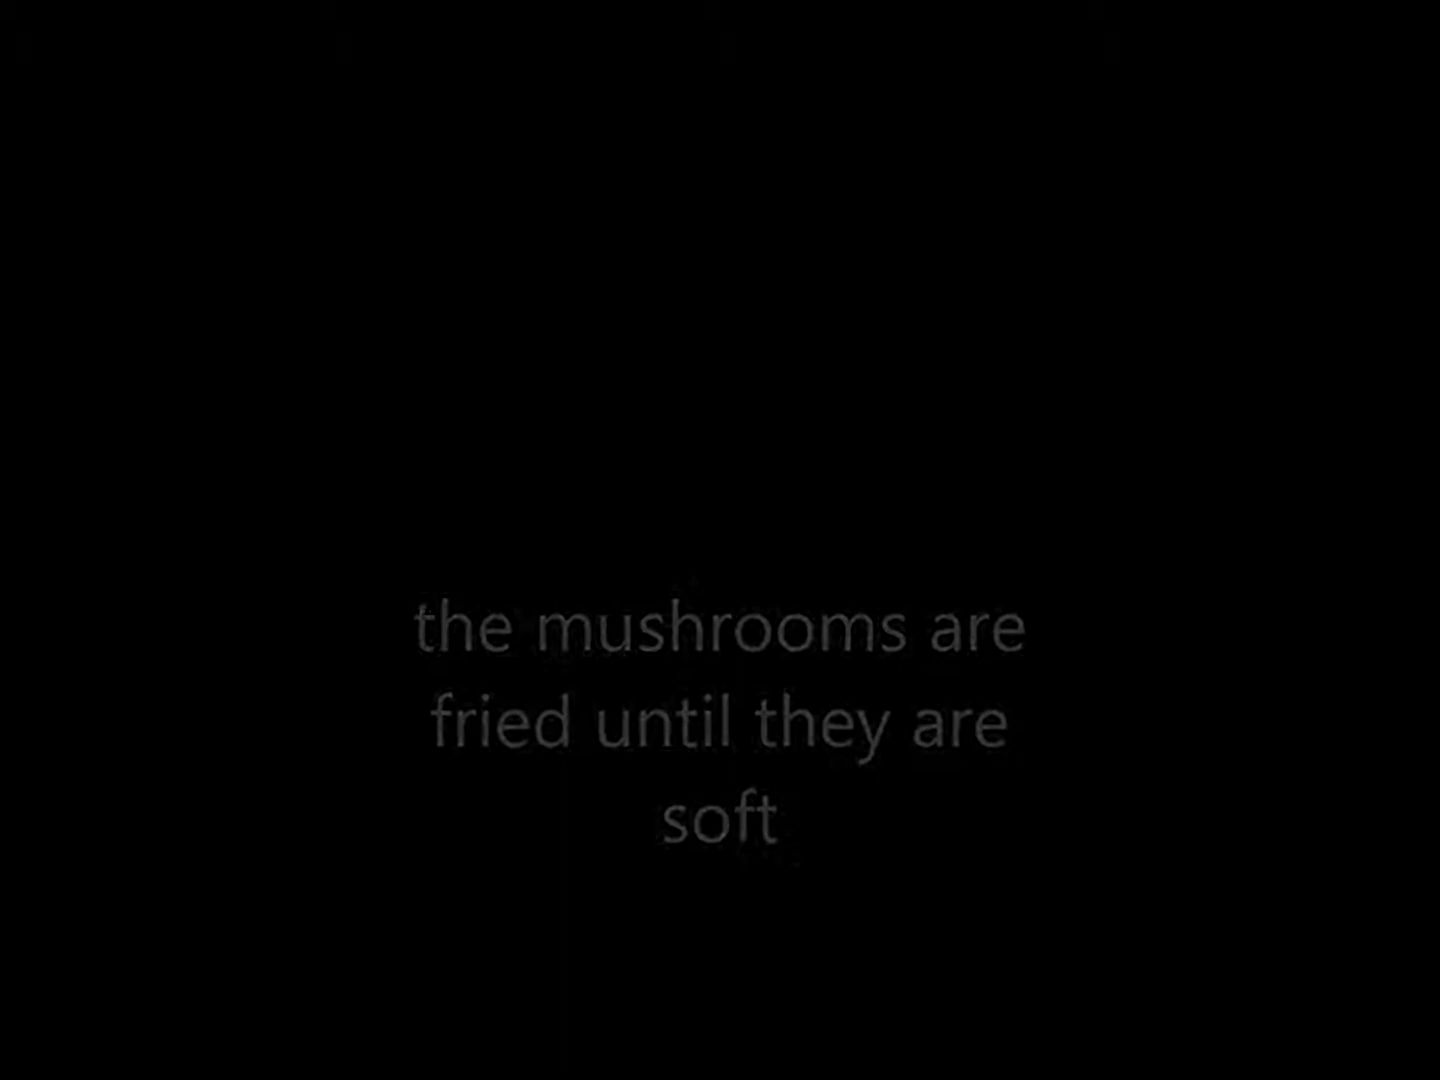 the mushrooms are
fried until they are
soft